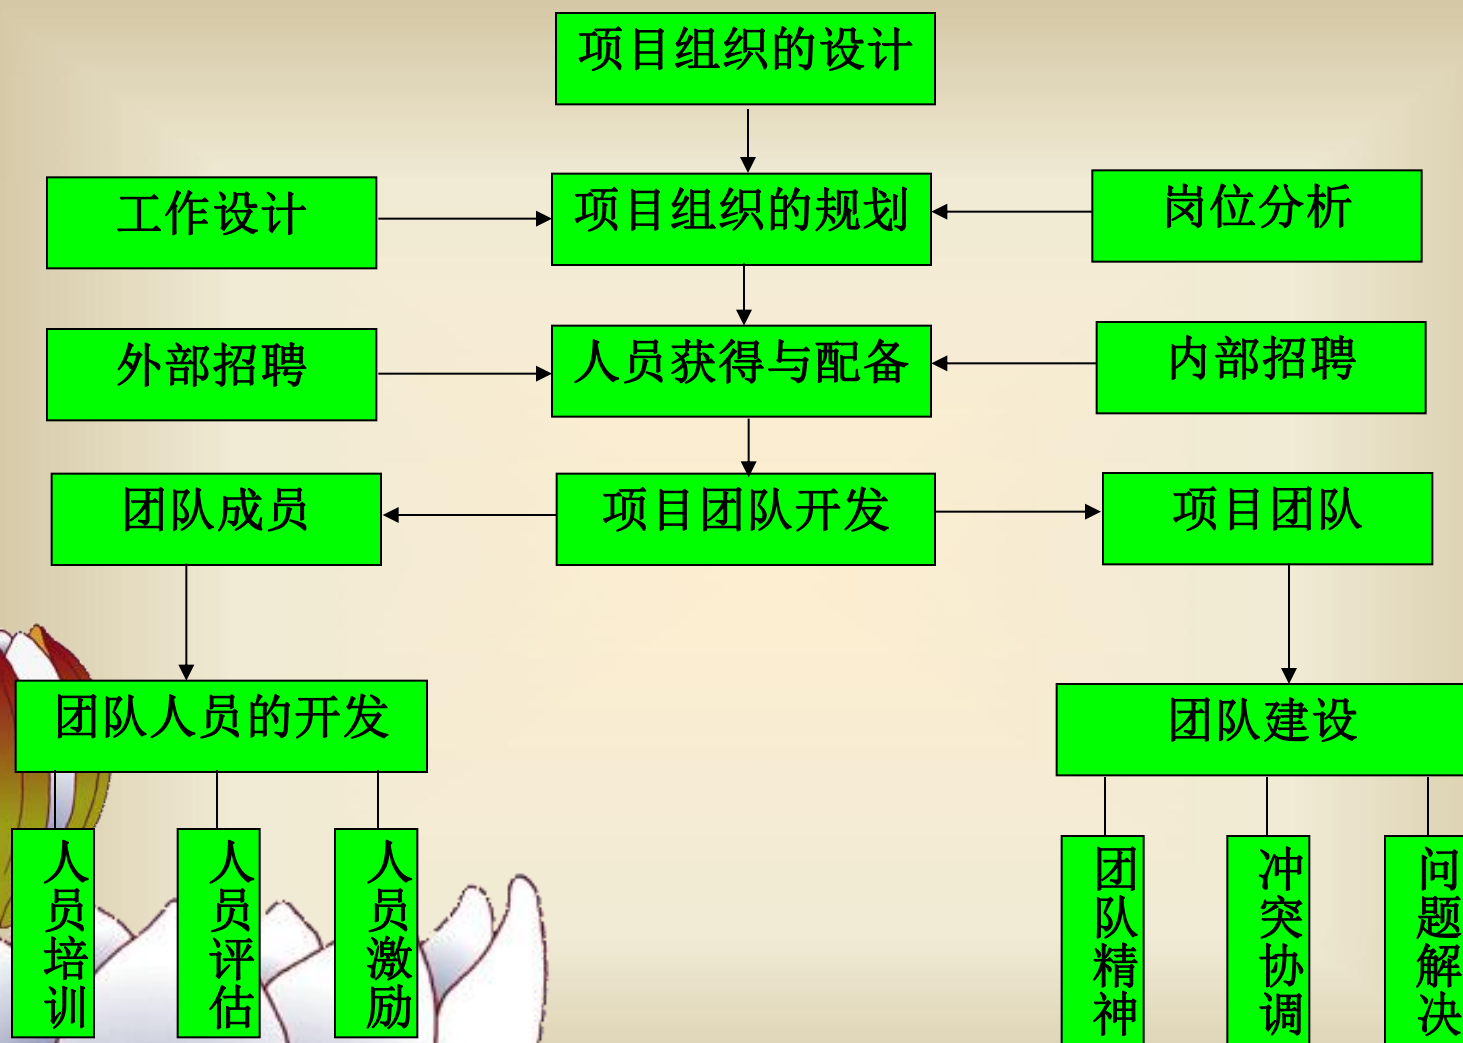 项目组织的设计
工作设计
项目组织的规划
岗位分析
外部招聘
人员获得与配备
内部招聘
团队成员
项目团队开发
项目团队
团队人员的开发
团队建设
人员培训
人员评估
人员激励
团队精神
冲突协调
问题解决